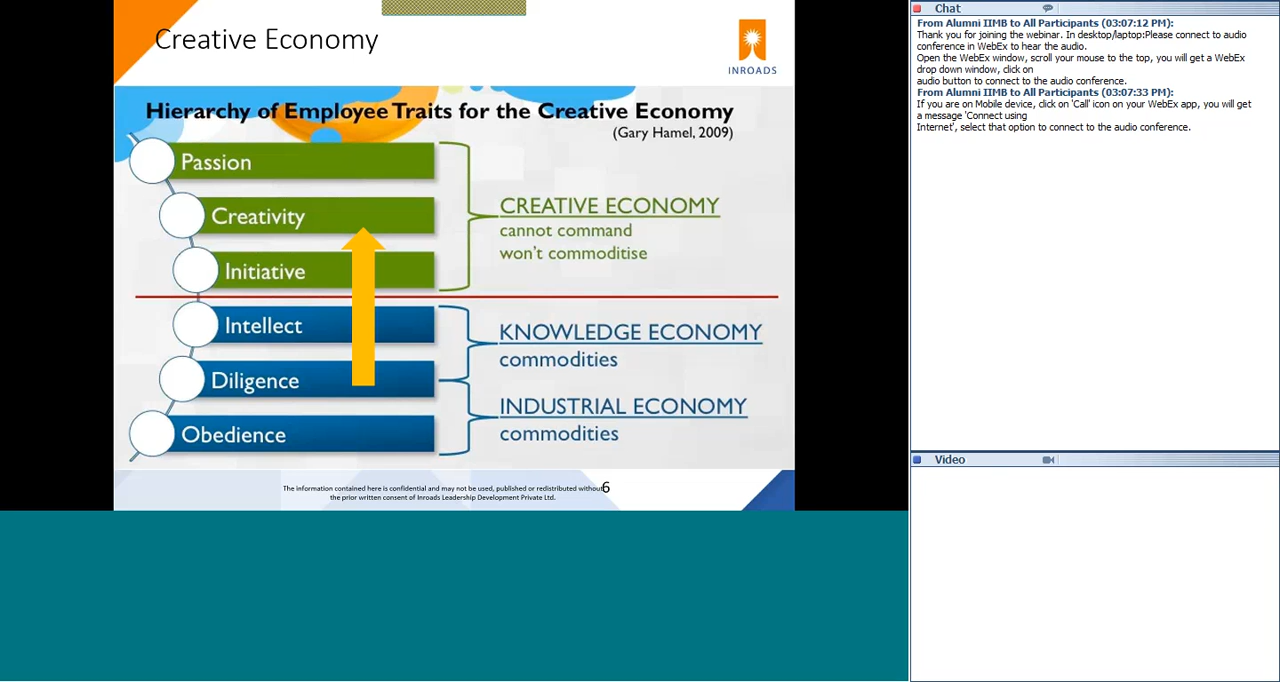 Creative Economy
INROADS
Hierarchy of Employee Traits for the Creative Economy
(Gary Hamel, 2009)
Passion
Creativity
Initiative
Intellect
Diligence
Obedience
CREATIVE ECONOMY
cannot command
won't commoditise
KNOWLEDGE ECONOMY
commodities
INDUSTRIAL ECONOMY
commodities
The information contained here is confidential and may not be used, published or redistributed without
the prior written consent of Inroads Leadership Development Private Ltd.
6
Chat
From Alumni IIMB to All Participants (03:07:12 PM):
Thank you for joining the webinar. In desktop/laptop:Please connect to audio
conference in WebEx to hear the audio.
Open the WebEx window, scroll your mouse to the top, you will get a WebEx
drop down window, click on
audio button to connect to the audio conference.
From Alumni IIMB to All Participants (03:07:33 PM):
If you are on Mobile device, click on 'Call' icon on your WebEx app, you will get
a message 'Connect using
Internet', select that option to connect to the audio conference.
Video